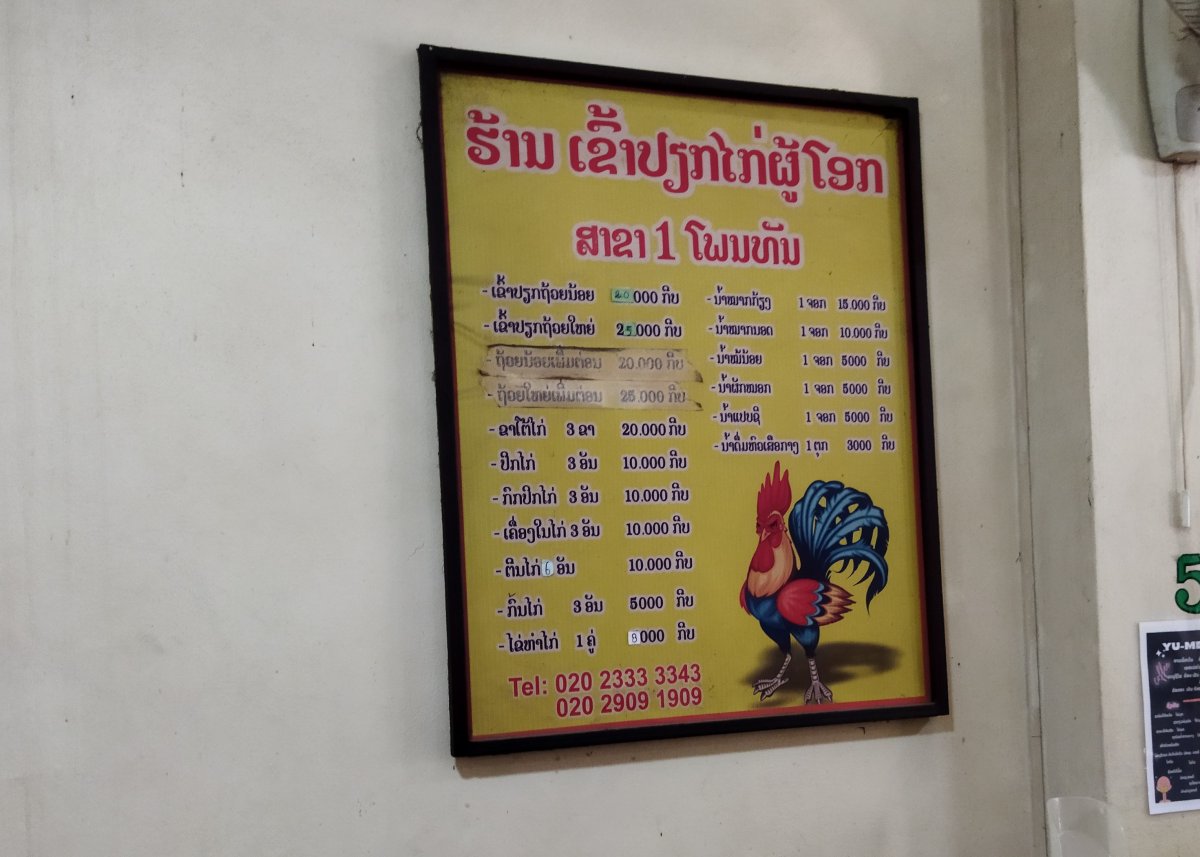 ຮ້ານ ເຂົ້າປຽກໄກ່ຜູ້ໂອກ
ສາຂາ 1 ໂພນທັນ
- ເຂົ້າປຽກຖ້ວຍນ້ອຍ 20 000 ກີບ
- ເຂົ້າປຽກຖ້ວຍໃຫຍ່ 25.000 ກີບ
- ຖ້ວຍນ້ອຍເພີ່ມຕ່ອນ 20.000 ກີບ
- ຖ້ວຍໃຫຍ່ເພີ່ມຕ່ອນ 25.000 ກີບ
- ຂາໂຕ້ໄກ່ 3 ຂາ 20.000 ກີບ
- ປີກໄກ່ 3 ອັນ 10.000 ກີບ
- ກົກປີກໄກ່ 3 ອັນ 10.000 ກີບ
- ເຄື່ອງໃນໄກ່ 3 ອັນ 10.000 ກີບ
- ຕີນໄກ່ 6 ອັນ 10.000 ກີບ
- ກົ້ນໄກ່ 3 ອັນ 5000 ກີບ
- ໄຂ່ຫຳໄກ່ 1 ຄູ່ 8000 ກີບ
- ນ້ຳໝາກກ້ຽງ 1 ຈອກ 15.000 ກີບ
- ນ້ຳໝາກນອດ 1 ຈອກ 10.000 ກີບ
- ນ້ຳໝີ້ນ້ອຍ 1 ຈອກ 5000 ກີບ
- ນ້ຳຜັກໜອກ 1 ຈອກ 5000 ກີບ
- ນ້ຳແປບຊີ 1 ຈອກ 5000 ກີບ
- ນ້ຳດື່ມຫົວເສືອກາງ 1 ຕຸກ 3000 ກີບ
Tel: 020 2333 3343
020 2909 1909
5